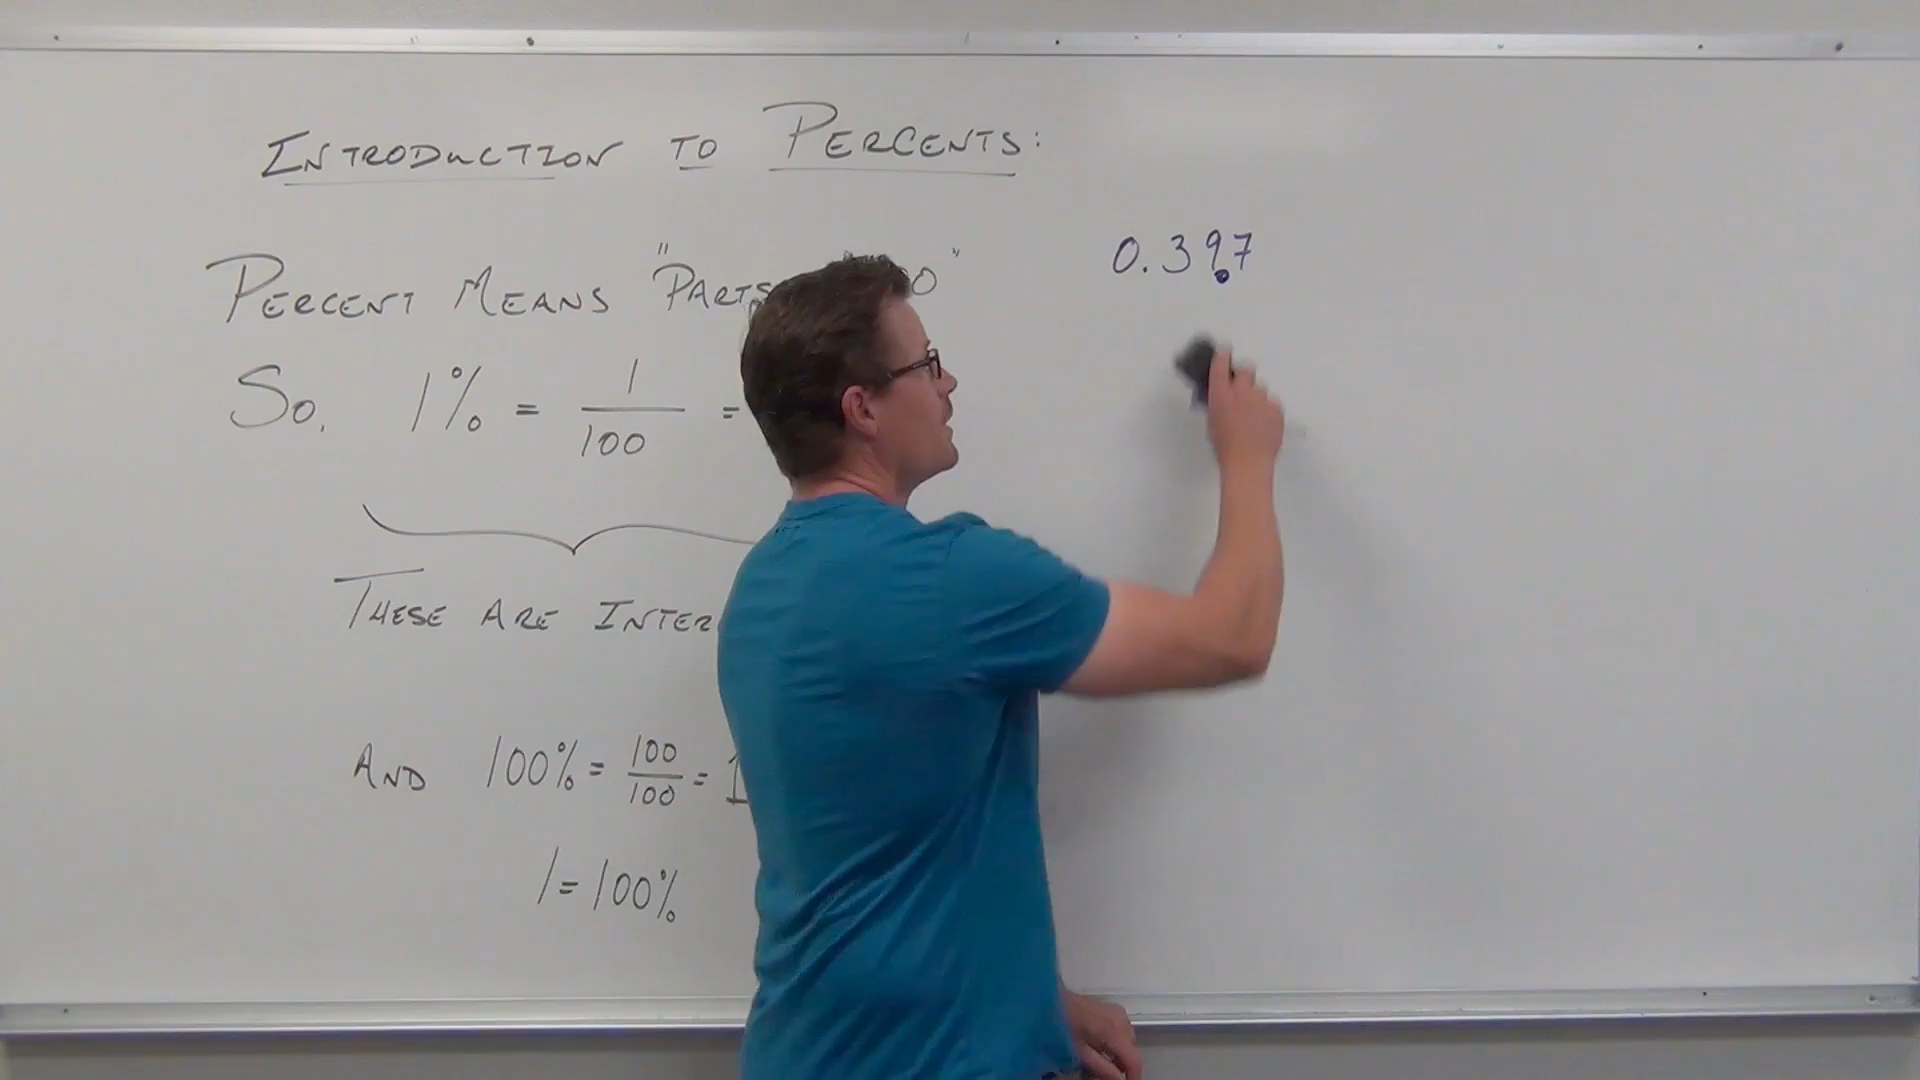 INTRODUCTION TO PERCENTS:
PERCENT MEANS "PARTS 
So, 1% = 1/100 =
THESE ARE
AND 100% = 100/100 = 1
1 = 100%
0.397